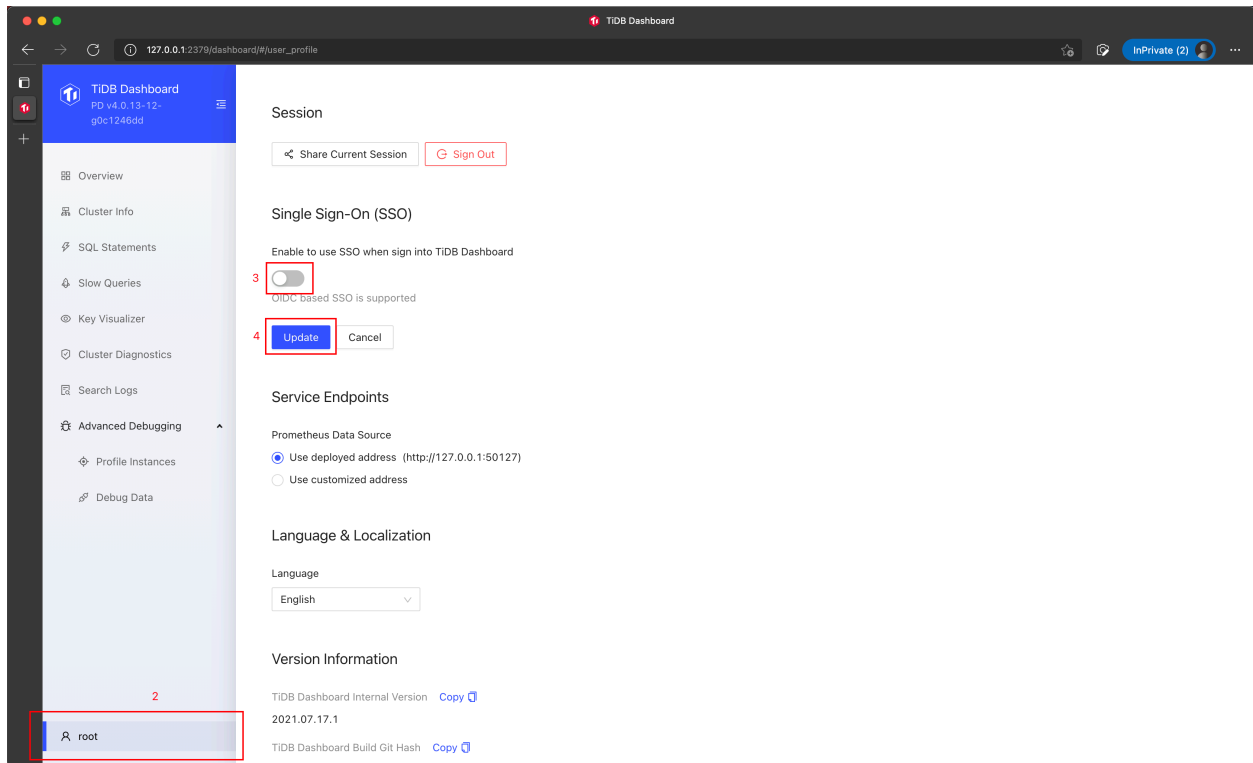 TiDB Dashboard
127.0.0.1:2379/dashboard/#/user_profile
InPrivate (2)
TiDB Dashboard
PD v4.0.13-12-
g0c1246dd
Overview
Cluster Info
SQL Statements
Slow Queries
Key Visualizer
Cluster Diagnostics
Search Logs
Advanced Debugging
Profile Instances
Debug Data
2
root
Session
Share Current Session
Sign Out
Single Sign-On (SSO)
Enable to use SSO when sign into TiDB Dashboard
3
OIDC based SSO is supported
4
Update
Cancel
Service Endpoints
Prometheus Data Source
Use deployed address (http://127.0.0.1:50127)
Use customized address
Language & Localization
Language
English
Version Information
TiDB Dashboard Internal Version Copy
2021.07.17.1
TiDB Dashboard Build Git Hash Copy